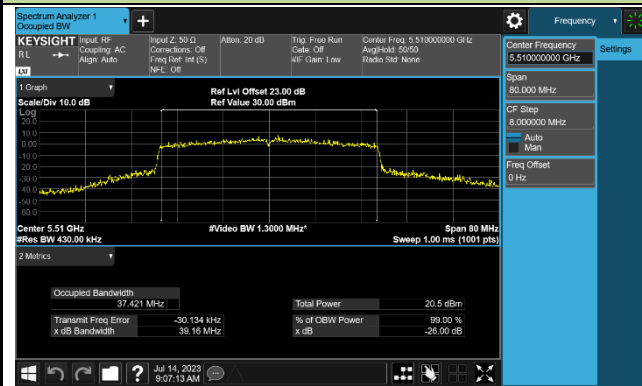 Spectrum Analyzer 1
Occupied BW
Frequency
KEYSIGHT
RL
LXI
Input: RF
Coupling: AC
Align: Auto
Input Z: 50 Ω
Corrections: Off
Freq Ref: Int (S)
NFE: Off
Atten: 20 dB
Trig: Free Run
Gate: Off
#IF Gain: Low
Center Freq: 5.510000000 GHz
Avg|Hold: 50/50
Radio Std: None
Center Frequency
5.510000000 GHz
Settings
Span
80.000 MHz
CF Step
8.000000 MHz
Auto
Man
Freq Offset
0 Hz
1 Graph
Scale/Div 10.0 dB
Ref Lvl Offset 23.00 dB
Ref Value 30.00 dBm
Log
20.0
10.0
0.00
-10.0
-20.0
-30.0
-40.0
-50.0
-60.0
Center 5.51 GHz
#Res BW 430.00 kHz
#Video BW 1.3000 MHz*
Span 80 MHz
Sweep 1.00 ms (1001 pts)
2 Metrics
Occupied Bandwidth
37.421 MHz
Total Power 20.5 dBm
Transmit Freq Error -30.134 kHz
% of OBW Power 99.00 %
x dB Bandwidth 39.16 MHz
x dB -26.00 dB
Jul 14, 2023
9:07:13 AM